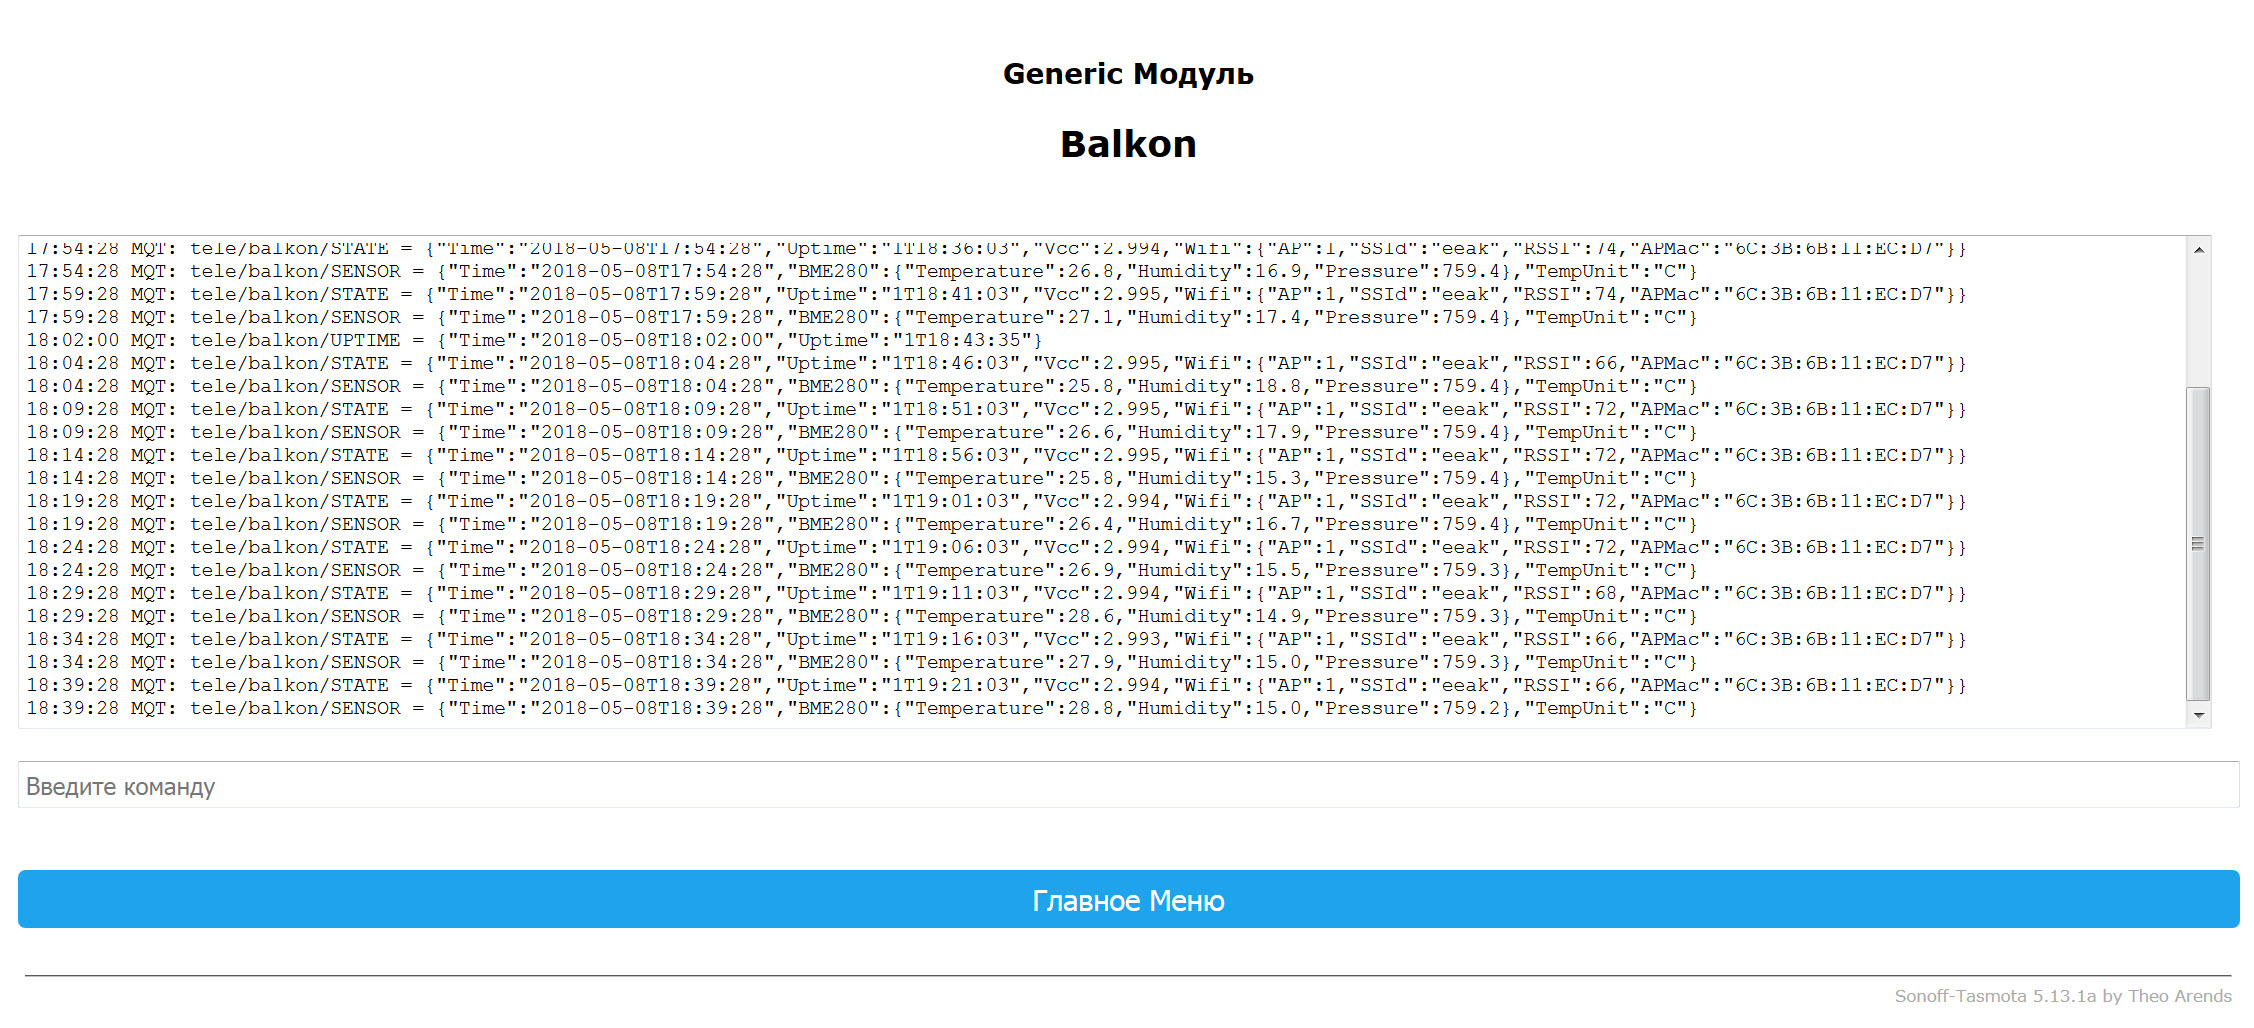 Generic Модуль
Balkon
17:54:28 MQT: tele/balkon/STATE = {"Time":"2018-05-08T17:54:28","Uptime":"1T18:36:03","Vcc":2.994,"Wifi":{"AP":1,"SSId":"eeak","RSSI":74,"APMac":"6C:3B:6B:11:EC:D7"}}
17:54:28 MQT: tele/balkon/SENSOR = {"Time":"2018-05-08T17:54:28","BME280":{"Temperature":26.8,"Humidity":16.9,"Pressure":759.4},"TempUnit":"C"}
17:59:28 MQT: tele/balkon/STATE = {"Time":"2018-05-08T17:59:28","Uptime":"1T18:41:03","Vcc":2.995,"Wifi":{"AP":1,"SSId":"eeak","RSSI":74,"APMac":"6C:3B:6B:11:EC:D7"}}
17:59:28 MQT: tele/balkon/SENSOR = {"Time":"2018-05-08T17:59:28","BME280":{"Temperature":27.1,"Humidity":17.4,"Pressure":759.4},"TempUnit":"C"}
18:02:00 MQT: tele/balkon/UPTIME = {"Time":"2018-05-08T18:02:00","Uptime":"1T18:43:35"}
18:04:28 MQT: tele/balkon/STATE = {"Time":"2018-05-08T18:04:28","Uptime":"1T18:46:03","Vcc":2.995,"Wifi":{"AP":1,"SSId":"eeak","RSSI":66,"APMac":"6C:3B:6B:11:EC:D7"}}
18:04:28 MQT: tele/balkon/SENSOR = {"Time":"2018-05-08T18:04:28","BME280":{"Temperature":25.8,"Humidity":18.8,"Pressure":759.4},"TempUnit":"C"}
18:09:28 MQT: tele/balkon/STATE = {"Time":"2018-05-08T18:09:28","Uptime":"1T18:51:03","Vcc":2.995,"Wifi":{"AP":1,"SSId":"eeak","RSSI":72,"APMac":"6C:3B:6B:11:EC:D7"}}
18:09:28 MQT: tele/balkon/SENSOR = {"Time":"2018-05-08T18:09:28","BME280":{"Temperature":26.6,"Humidity":17.9,"Pressure":759.4},"TempUnit":"C"}
18:14:28 MQT: tele/balkon/STATE = {"Time":"2018-05-08T18:14:28","Uptime":"1T18:56:03","Vcc":2.995,"Wifi":{"AP":1,"SSId":"eeak","RSSI":72,"APMac":"6C:3B:6B:11:EC:D7"}}
18:14:28 MQT: tele/balkon/SENSOR = {"Time":"2018-05-08T18:14:28","BME280":{"Temperature":25.8,"Humidity":15.3,"Pressure":759.4},"TempUnit":"C"}
18:19:28 MQT: tele/balkon/STATE = {"Time":"2018-05-08T18:19:28","Uptime":"1T19:01:03","Vcc":2.994,"Wifi":{"AP":1,"SSId":"eeak","RSSI":72,"APMac":"6C:3B:6B:11:EC:D7"}}
18:19:28 MQT: tele/balkon/SENSOR = {"Time":"2018-05-08T18:19:28","BME280":{"Temperature":26.4,"Humidity":16.7,"Pressure":759.4},"TempUnit":"C"}
18:24:28 MQT: tele/balkon/STATE = {"Time":"2018-05-08T18:24:28","Uptime":"1T19:06:03","Vcc":2.994,"Wifi":{"AP":1,"SSId":"eeak","RSSI":72,"APMac":"6C:3B:6B:11:EC:D7"}}
18:24:28 MQT: tele/balkon/SENSOR = {"Time":"2018-05-08T18:24:28","BME280":{"Temperature":26.9,"Humidity":15.5,"Pressure":759.3},"TempUnit":"C"}
18:29:28 MQT: tele/balkon/STATE = {"Time":"2018-05-08T18:29:28","Uptime":"1T19:11:03","Vcc":2.994,"Wifi":{"AP":1,"SSId":"eeak","RSSI":68,"APMac":"6C:3B:6B:11:EC:D7"}}
18:29:28 MQT: tele/balkon/SENSOR = {"Time":"2018-05-08T18:29:28","BME280":{"Temperature":28.6,"Humidity":14.9,"Pressure":759.3},"TempUnit":"C"}
18:34:28 MQT: tele/balkon/STATE = {"Time":"2018-05-08T18:34:28","Uptime":"1T19:16:03","Vcc":2.993,"Wifi":{"AP":1,"SSId":"eeak","RSSI":66,"APMac":"6C:3B:6B:11:EC:D7"}}
18:34:28 MQT: tele/balkon/SENSOR = {"Time":"2018-05-08T18:34:28","BME280":{"Temperature":27.9,"Humidity":15.0,"Pressure":759.3},"TempUnit":"C"}
18:39:28 MQT: tele/balkon/STATE = {"Time":"2018-05-08T18:39:28","Uptime":"1T19:21:03","Vcc":2.994,"Wifi":{"AP":1,"SSId":"eeak","RSSI":66,"APMac":"6C:3B:6B:11:EC:D7"}}
18:39:28 MQT: tele/balkon/SENSOR = {"Time":"2018-05-08T18:39:28","BME280":{"Temperature":28.8,"Humidity":15.0,"Pressure":759.2},"TempUnit":"C"}
Введите команду
Главное Меню
Sonoff-Tasmota 5.13.1a by Theo Arends